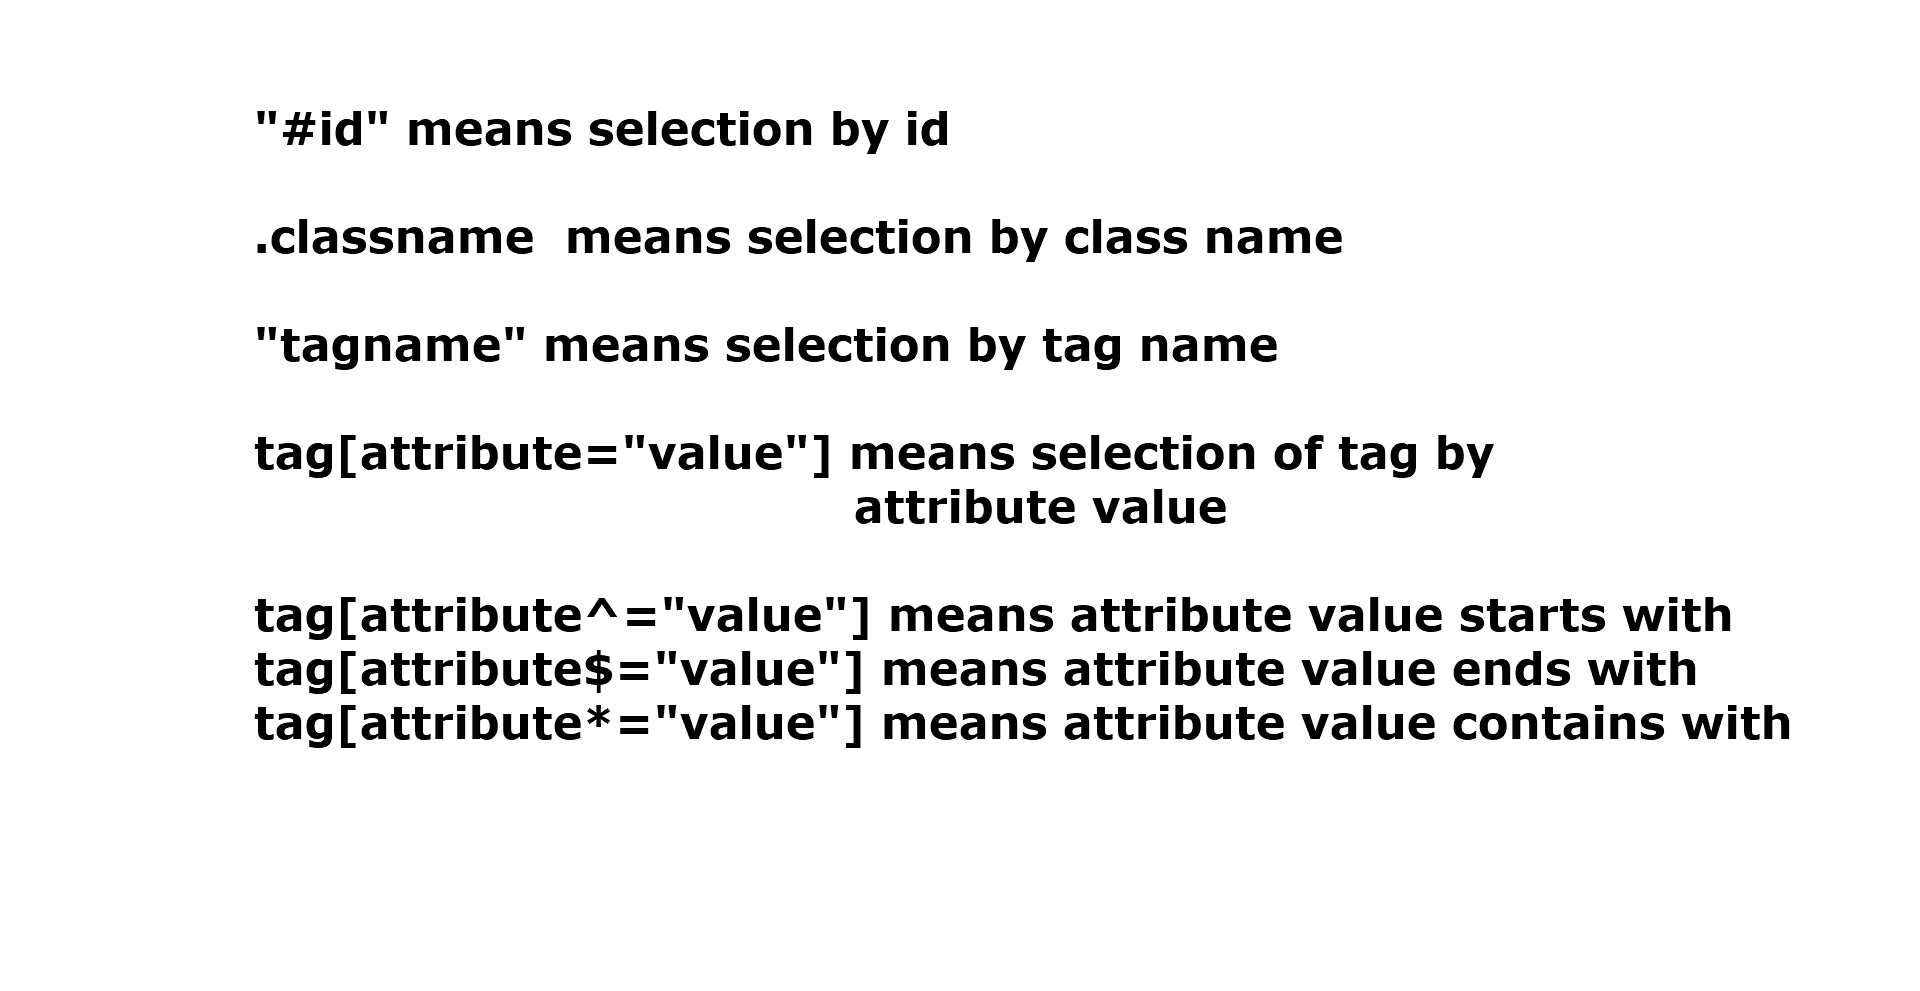 "#id" means selection by id
.classname  means selection by class name
"tagname" means selection by tag name
tag[attribute="value"] means selection of tag by
attribute value
tag[attribute^="value"] means attribute value starts with
tag[attribute$="value"] means attribute value ends with
tag[attribute*="value"] means attribute value contains with